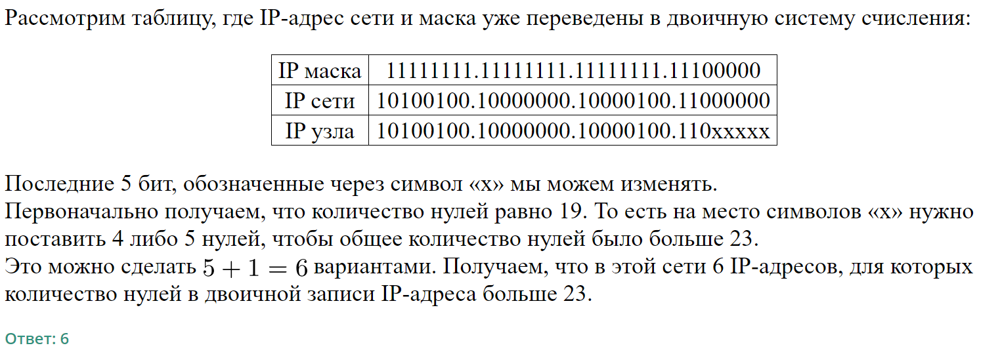 Рассмотрим таблицу, где IP-адрес сети и маска уже переведены в двоичную систему счисления:
IP маска 11111111.11111111.11111111.11100000
IP сети 10100100.10000000.10000100.11000000
IP узла 10100100.10000000.10000100.110xxxxx
Последние 5 бит, обозначенные через символ «x» мы можем изменять.
Первоначально получаем, что количество нулей равно 19. То есть на место символов «x» нужно
поставить 4 либо 5 нулей, чтобы общее количество нулей было больше 23.
Это можно сделать 5 + 1 = 6 вариантами. Получаем, что в этой сети 6 IP-адресов, для которых
количество нулей в двоичной записи IP-адреса больше 23.
Ответ: 6